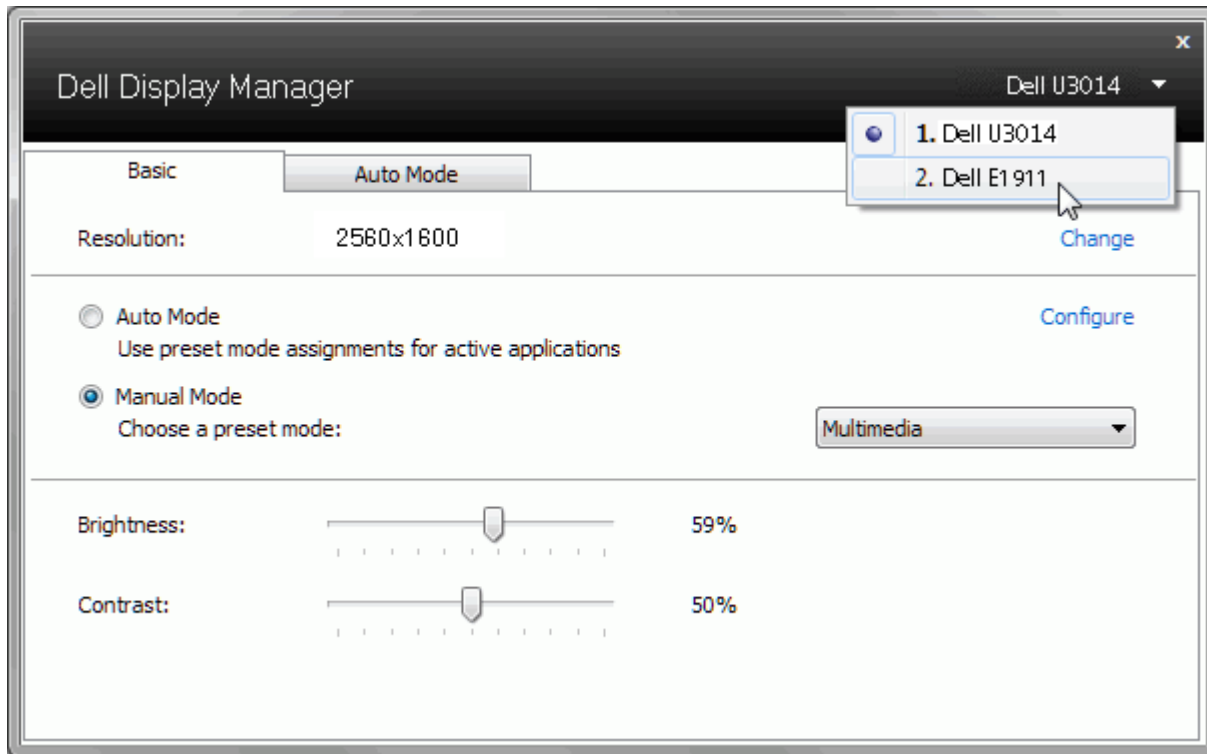 x
Dell Display Manager
Dell U3014
1. Dell U3014
2. Dell E1911
Basic
Auto Mode
Resolution:
2560x1600
Change
Auto Mode
Configure
Use preset mode assignments for active applications
Manual Mode
Choose a preset mode:
Multimedia
Brightness:
59%
Contrast:
50%